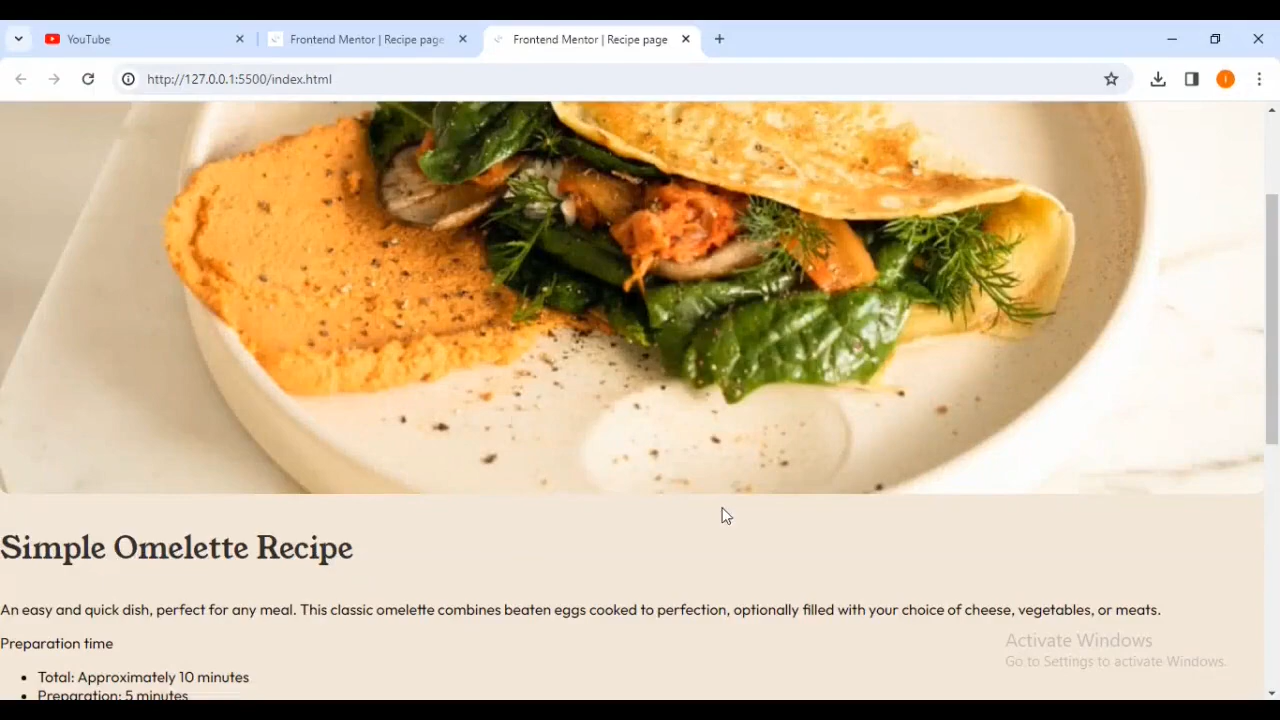 YouTube
Frontend Mentor | Recipe page
Frontend Mentor | Recipe page
http://127.0.0.1:5500/index.html
i
Simple Omelette Recipe
An easy and quick dish, perfect for any meal. This classic omelette combines beaten eggs cooked to perfection, optionally filled with your choice of cheese, vegetables, or meats.
Preparation time
Activate Windows
Go to Settings to activate Windows.
• Total: Approximately 10 minutes
• Preparation: 5 minutes